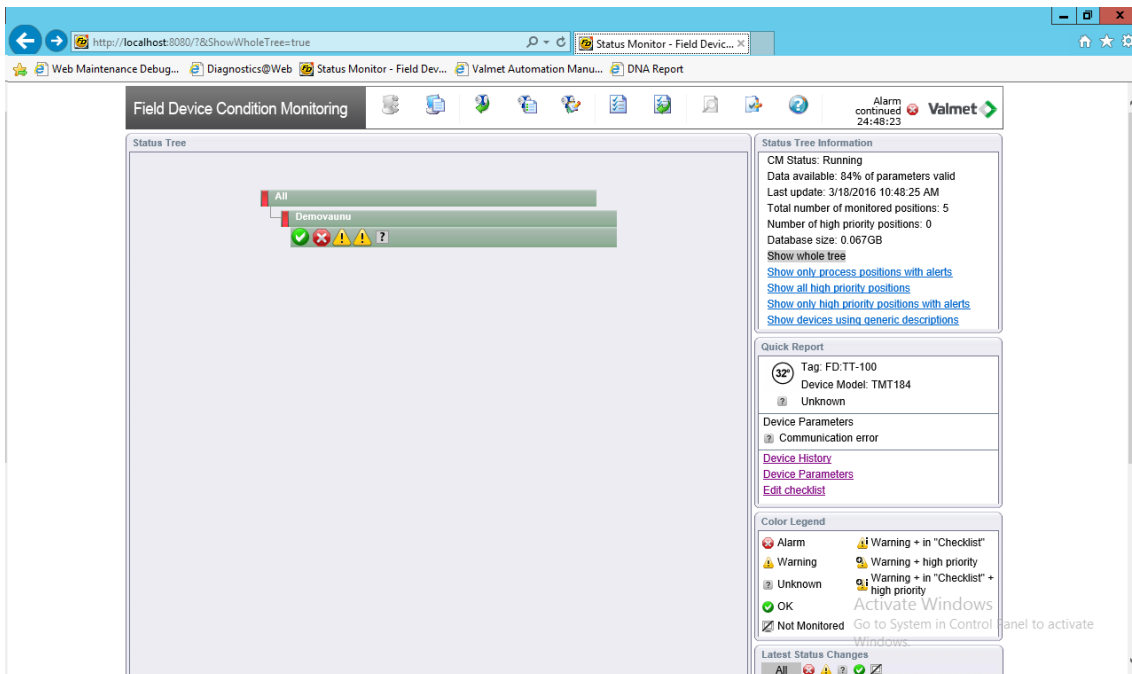 http://localhost:8080/?&ShowWholeTree=true
Status Monitor - Field Devic...
Web Maintenance Debug... Diagnostics@Web Status Monitor - Field Dev... Valmet Automation Manu... DNA Report
Field Device Condition Monitoring
Alarm
continued
24:48:23
Valmet
Status Tree
All
Demovaunu
?
Status Tree Information
CM Status: Running
Data available: 84% of parameters valid
Last update: 3/18/2016 10:48:25 AM
Total number of monitored positions: 5
Number of high priority positions: 0
Database size: 0.067GB
Show whole tree
Show only process positions with alerts
Show all high priority positions
Show only high priority positions with alerts
Show devices using generic descriptions
Quick Report
32°
Tag: FD:TT-100
Device Model: TMT184
? Unknown
Device Parameters
? Communication error
Device History
Device Parameters
Edit checklist
Color Legend
Alarm
Warning + in "Checklist"
Warning
Warning + high priority
? Unknown
Warning + in "Checklist" +
high priority
OK
Not Monitored
Activate Windows
Go to System in Control Panel to activate
Windows.
Latest Status Changes
All